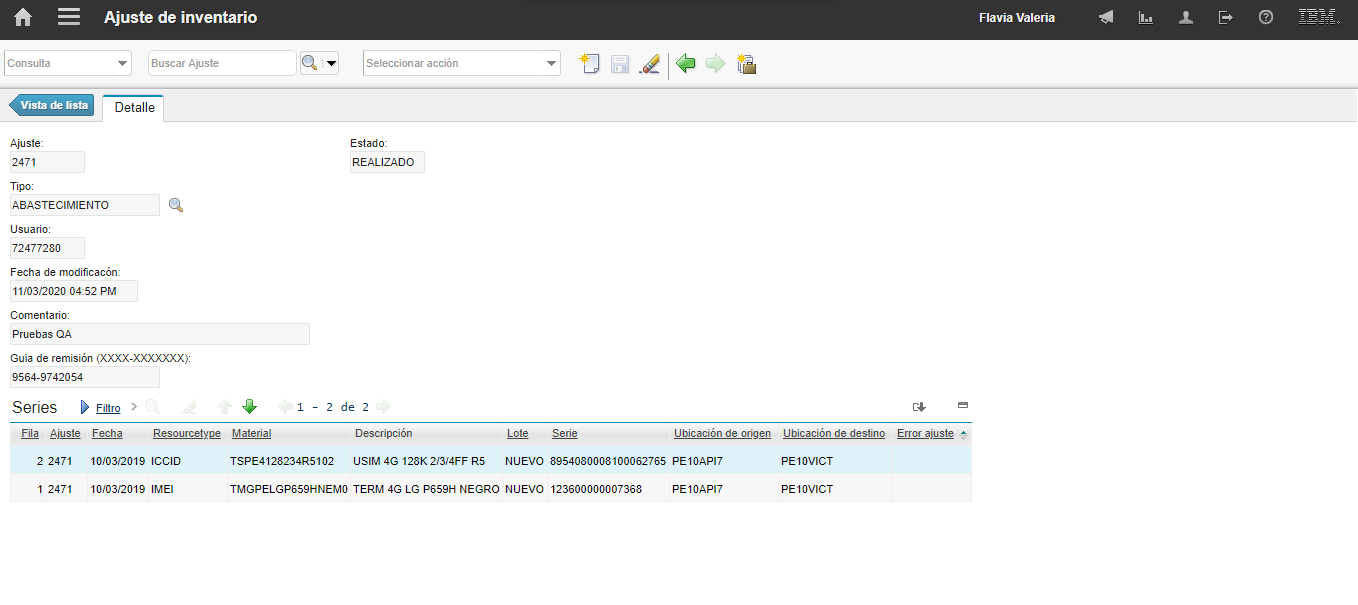 Ajuste de inventario Flavia Valeria IBM.
Consulta Buscar Ajuste Seleccionar acción
Vista de lista Detalle
Ajuste: Estado:
2471 REALIZADO
Tipo:
ABASTECIMIENTO
Usuario:
72477280
Fecha de modificacón:
11/03/2020 04:52 PM
Comentario:
Pruebas QA
Guia de remisión (XXXX-XXXXXXX):
9564-9742054
Series Filtro 1 - 2 de 2
Fila Ajuste Fecha Resourcetype Material Descripción Lote Serie Ubicación de origen Ubicación de destino Error ajuste
2 2471 10/03/2019 ICCID TSPE4128234R5102 USIM 4G 128K 2/3/4FF R5 NUEVO 8954080008100062765 PE10API7 PE10VICT
1 2471 10/03/2019 IMEI TMGPELGP659HNEM0 TERM 4G LG P659H NEGRO NUEVO 123600000007368 PE10API7 PE10VICT